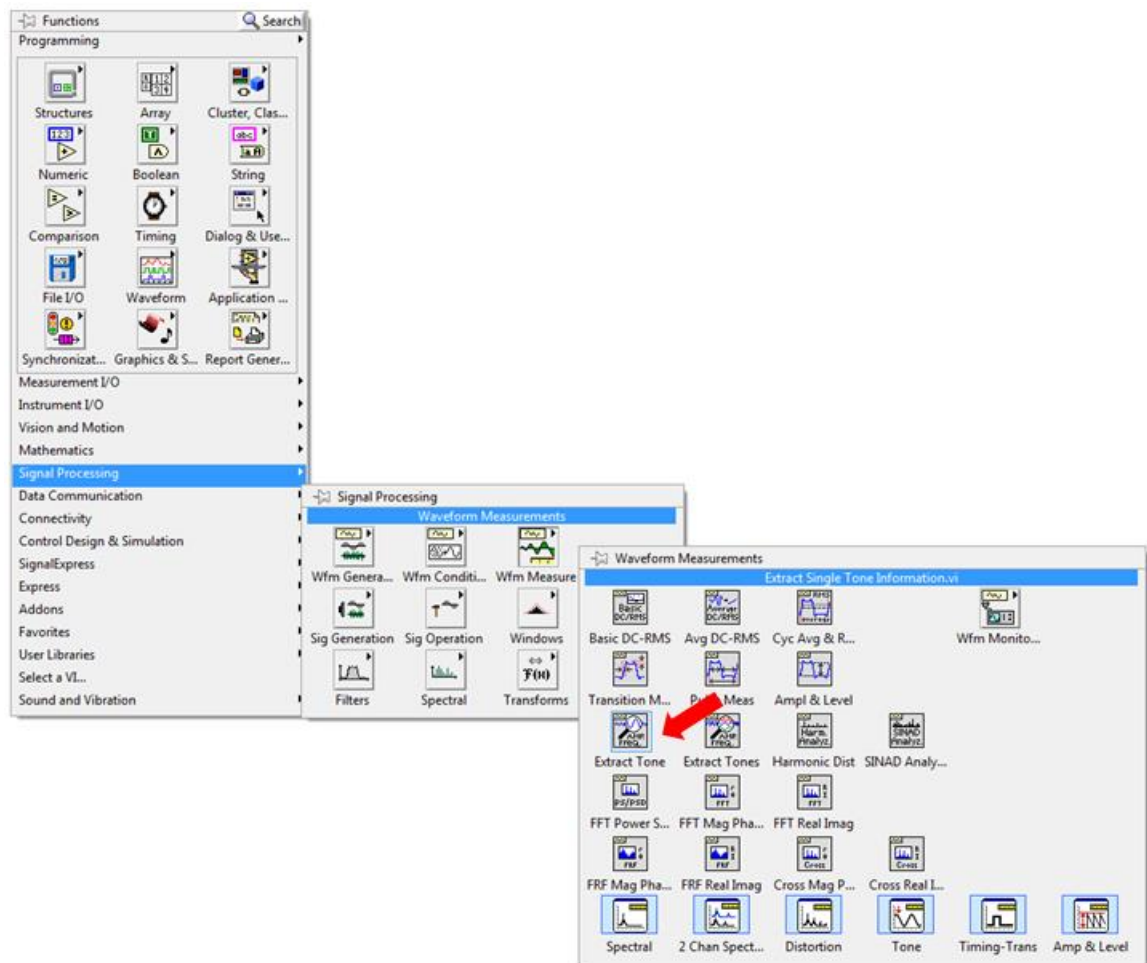 Functions Search
Programming
Structures Array Cluster, Clas...
Numeric Boolean String
Comparison Timing Dialog & Use...
File I/O Waveform Application ...
Synchronizat... Graphics & S... Report Gener...
Measurement I/O
Instrument I/O
Vision and Motion
Mathematics
Signal Processing
Data Communication
Connectivity
Control Design & Simulation
SignalExpress
Express
Addons
Favorites
User Libraries
Select a VI...
Sound and Vibration
Signal Processing
Waveform Measurements
Wfm Genera... Wfm Conditi... Wfm Measure
Sig Generation Sig Operation Windows
Filters Spectral Transforms
Waveform Measurements
Extract Single Tone Information.vi
Basic DC-RMS Avg DC-RMS Cyc Avg & R... Wfm Monito...
Transition M... Meas Ampl & Level
Extract Tone Extract Tones Harmonic Dist SINAD Analy...
FFT Power S... FFT Mag Pha... FFT Real Imag
FRF Mag Pha... FRF Real Imag Cross Mag P... Cross Real I...
Spectral 2 Chan Spect... Distortion Tone Timing-Trans Amp & Level